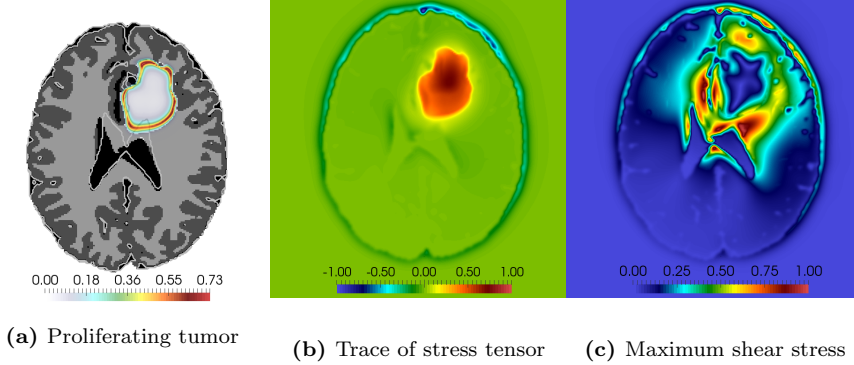 0.00 0.18 0.36 0.55 0.73
-1.00 -0.50 0.00 0.50 1.00
0.00 0.25 0.50 0.75 1.00
(a) Proliferating tumor
(b) Trace of stress tensor
(c) Maximum shear stress